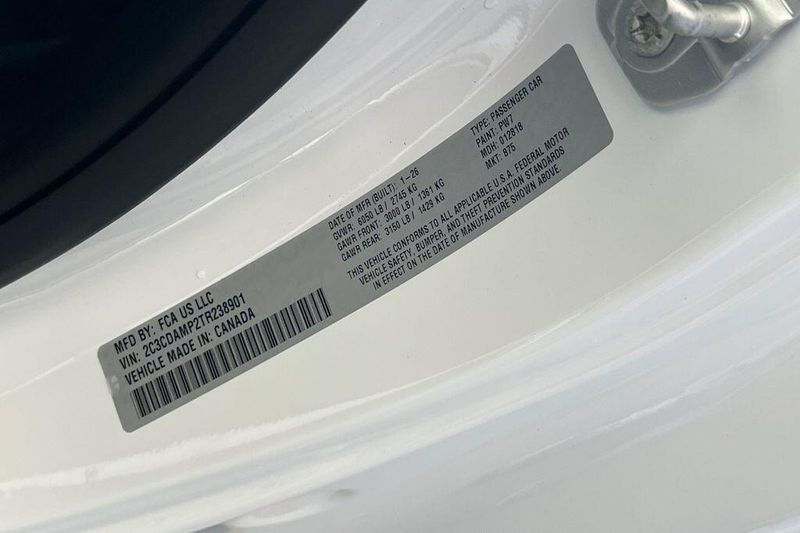 MFD BY: FCA US LLC
VIN: 2C3CDAMP2TR238901
VEHICLE MADE IN: CANADA
DATE OF MFR (BUILT): 1-26
GVWR: 6050 LB / 2745 KG
GAWR FRONT: 3000 LB / 1361 KG
GAWR REAR: 3150 LB / 1429 KG
TYPE: PASSENGER CAR
PAINT: PW7
MDH: 012818
MKT: 875
THIS VEHICLE CONFORMS TO ALL APPLICABLE U.S.A. FEDERAL MOTOR
VEHICLE SAFETY, BUMPER, AND THEFT PREVENTION STANDARDS
IN EFFECT ON THE DATE OF MANUFACTURE SHOWN ABOVE.